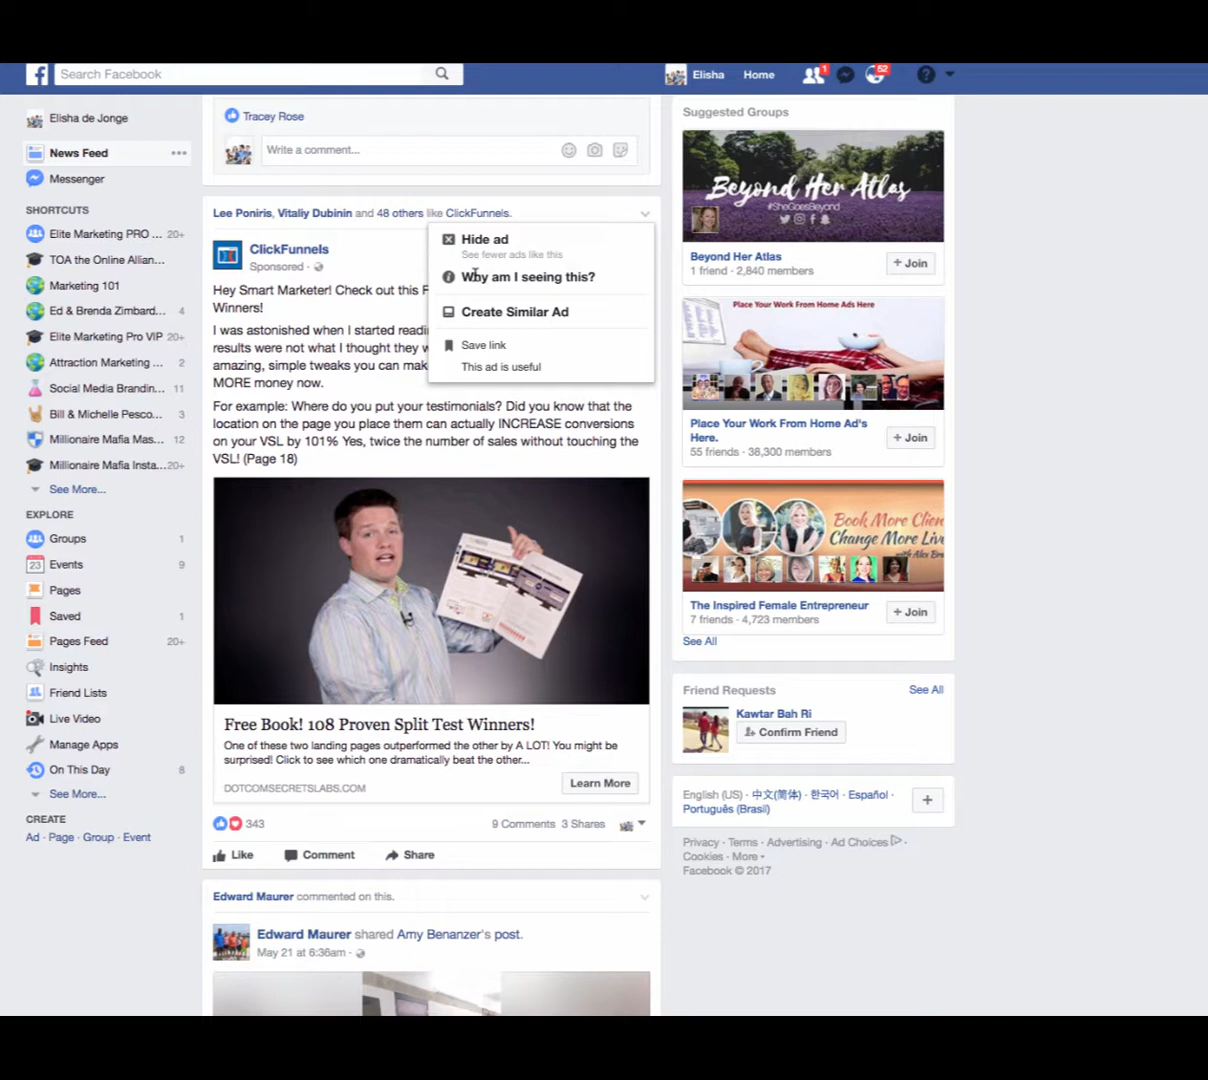 Search Facebook
Elisha
Home
1
52
Elisha de Jonge
News Feed
Messenger
SHORTCUTS
Elite Marketing PRO ... 20+
TOA the Online Allian...
Marketing 101
Ed & Brenda Zimbard... 4
Elite Marketing Pro VIP 20+
Attraction Marketing ... 2
Social Media Brandin... 11
Bill & Michelle Pesco... 3
Millionaire Mafia Mas... 12
Millionaire Mafia Insta... 20+
See More...
EXPLORE
Groups 1
Events 9
23
Pages
Saved 1
Pages Feed 20+
Insights
Friend Lists
Live Video
Manage Apps
On This Day 8
See More...
CREATE
Ad · Page · Group · Event
Tracey Rose
Write a comment...
Lee Poniris, Vitaliy Dubinin and 48 others like ClickFunnels.
ClickFunnels
Sponsored ·
Hide ad
See fewer ads like this
Why am I seeing this?
Create Similar Ad
Save link
This ad is useful
Hey Smart Marketer! Check out this F
Winners!
I was astonished when I started readi
results were not what I thought they w
amazing, simple tweaks you can mak
MORE money now.
For example: Where do you put your testimonials? Did you know that the
location on the page you place them can actually INCREASE conversions
on your VSL by 101% Yes, twice the number of sales without touching the
VSL! (Page 18)
Free Book! 108 Proven Split Test Winners!
One of these two landing pages outperformed the other by A LOT! You might be
surprised! Click to see which one dramatically beat the other...
DOTCOMSECRETSLABS.COM
Learn More
343
9 Comments 3 Shares
Like
Comment
Share
Edward Maurer commented on this.
Edward Maurer shared Amy Benanzer's post.
May 21 at 6:36am ·
Suggested Groups
Beyond Her Atlas
#SheGoesBeyond
Beyond Her Atlas
1 friend · 2,840 members
+ Join
Place Your Work From Home Ads Here
Place Your Work From Home Ad's
Here.
55 friends · 38,300 members
+ Join
Book More Clien
Change More Live
with Alex Bra
The Inspired Female Entrepreneur
7 friends · 4,723 members
+ Join
See All
Friend Requests
See All
Kawtar Bah Ri
Confirm Friend
English (US) · 中文(简体) · 한국어 · Español ·
Português (Brasil)
Privacy · Terms · Advertising · Ad Choices ·
Cookies · More
Facebook © 2017